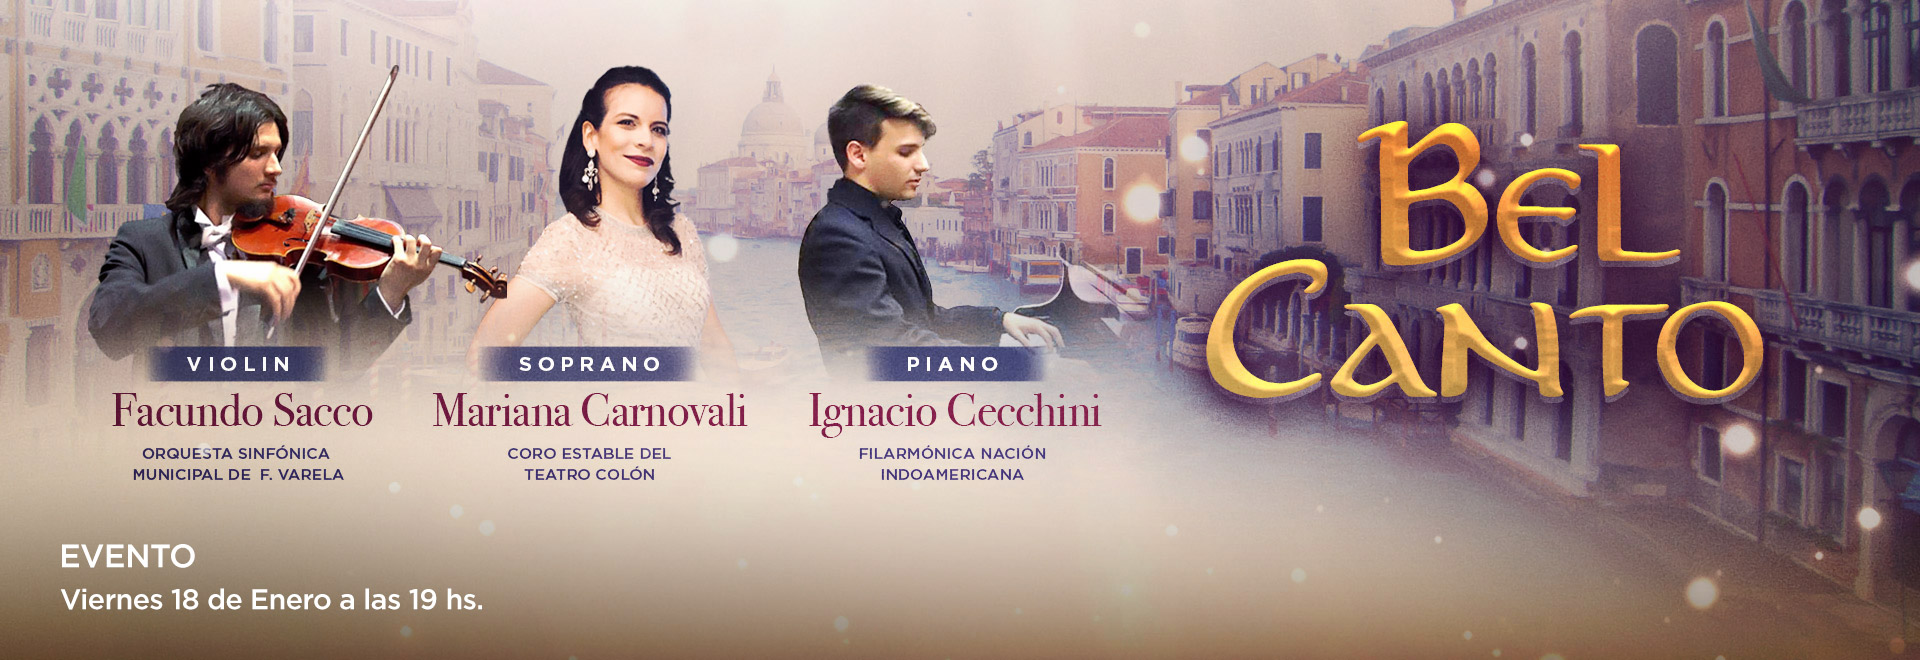 VIOLIN
Facundo Sacco
ORQUESTA SINFÓNICA
MUNICIPAL DE F. VARELA
SOPRANO
Mariana Carnovali
CORO ESTABLE DEL
TEATRO COLÓN
PIANO
Ignacio Cecchini
FILARMÓNICA NACIÓN
INDOAMERICANA
BEL
CANTO
EVENTO
Viernes 18 de Enero a las 19 hs.